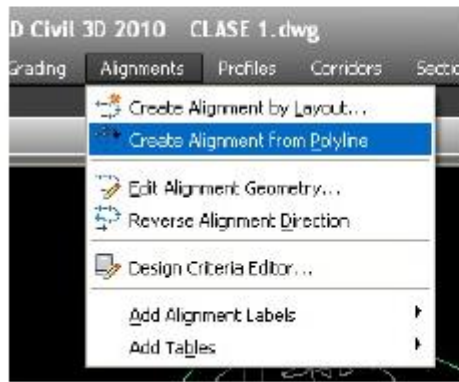 D Civil 3D 2010 CLASE 1.dwg
Grading Alignments Profiles Corridors Sectio
Create Alignment by Layout...
Create Alignment from Polyline
Edit Alignment Geometry...
Reverse Alignment Direction
Design Criteria Editor...
Add Alignment Labels
Add Tables